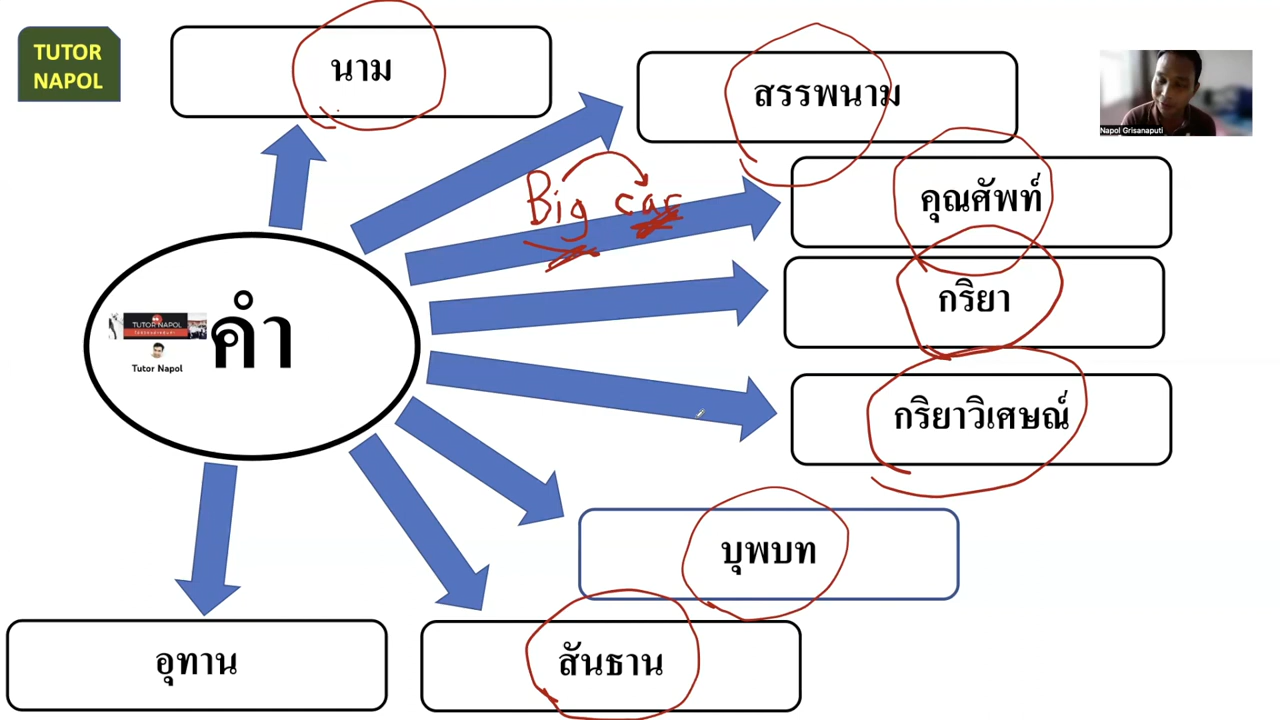 TUTOR
NAPOL
นาม
สรรพนาม
Napol Grisanaputi
คุณศัพท์
Big car
กริยา
คำ
TUTOR NAPOL
Tutor Napol
กริยาวิเศษณ์
บุพบท
สันธาน
อุทาน